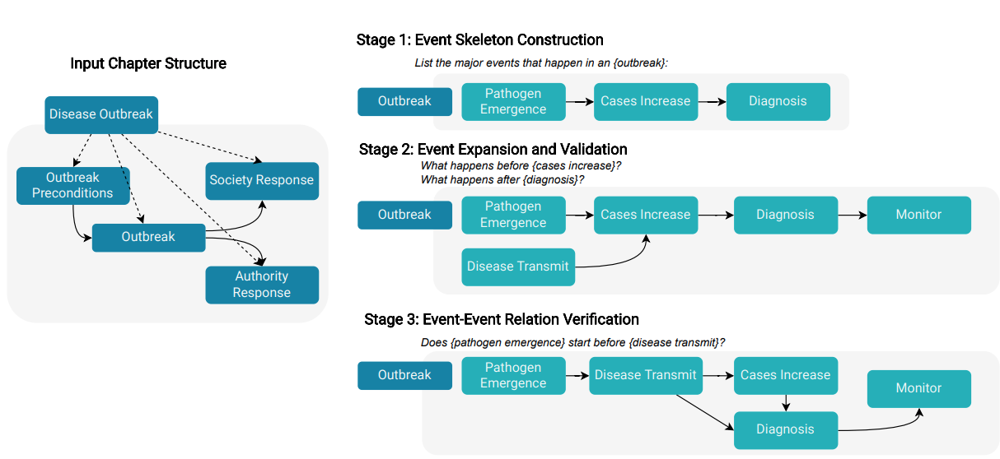 Input Chapter Structure
Disease Outbreak
Outbreak
Preconditions
Society Response
Outbreak
Authority
Response
Stage 1: Event Skeleton Construction
List the major events that happen in an {outbreak}:
Outbreak
Pathogen
Emergence
Cases Increase
Diagnosis
Stage 2: Event Expansion and Validation
What happens before {cases increase}?
What happens after {diagnosis}?
Outbreak
Pathogen
Emergence
Cases Increase
Diagnosis
Monitor
Disease Transmit
Stage 3: Event-Event Relation Verification
Does {pathogen emergence} start before {disease transmit}?
Outbreak
Pathogen
Emergence
Disease Transmit
Cases Increase
Monitor
Diagnosis